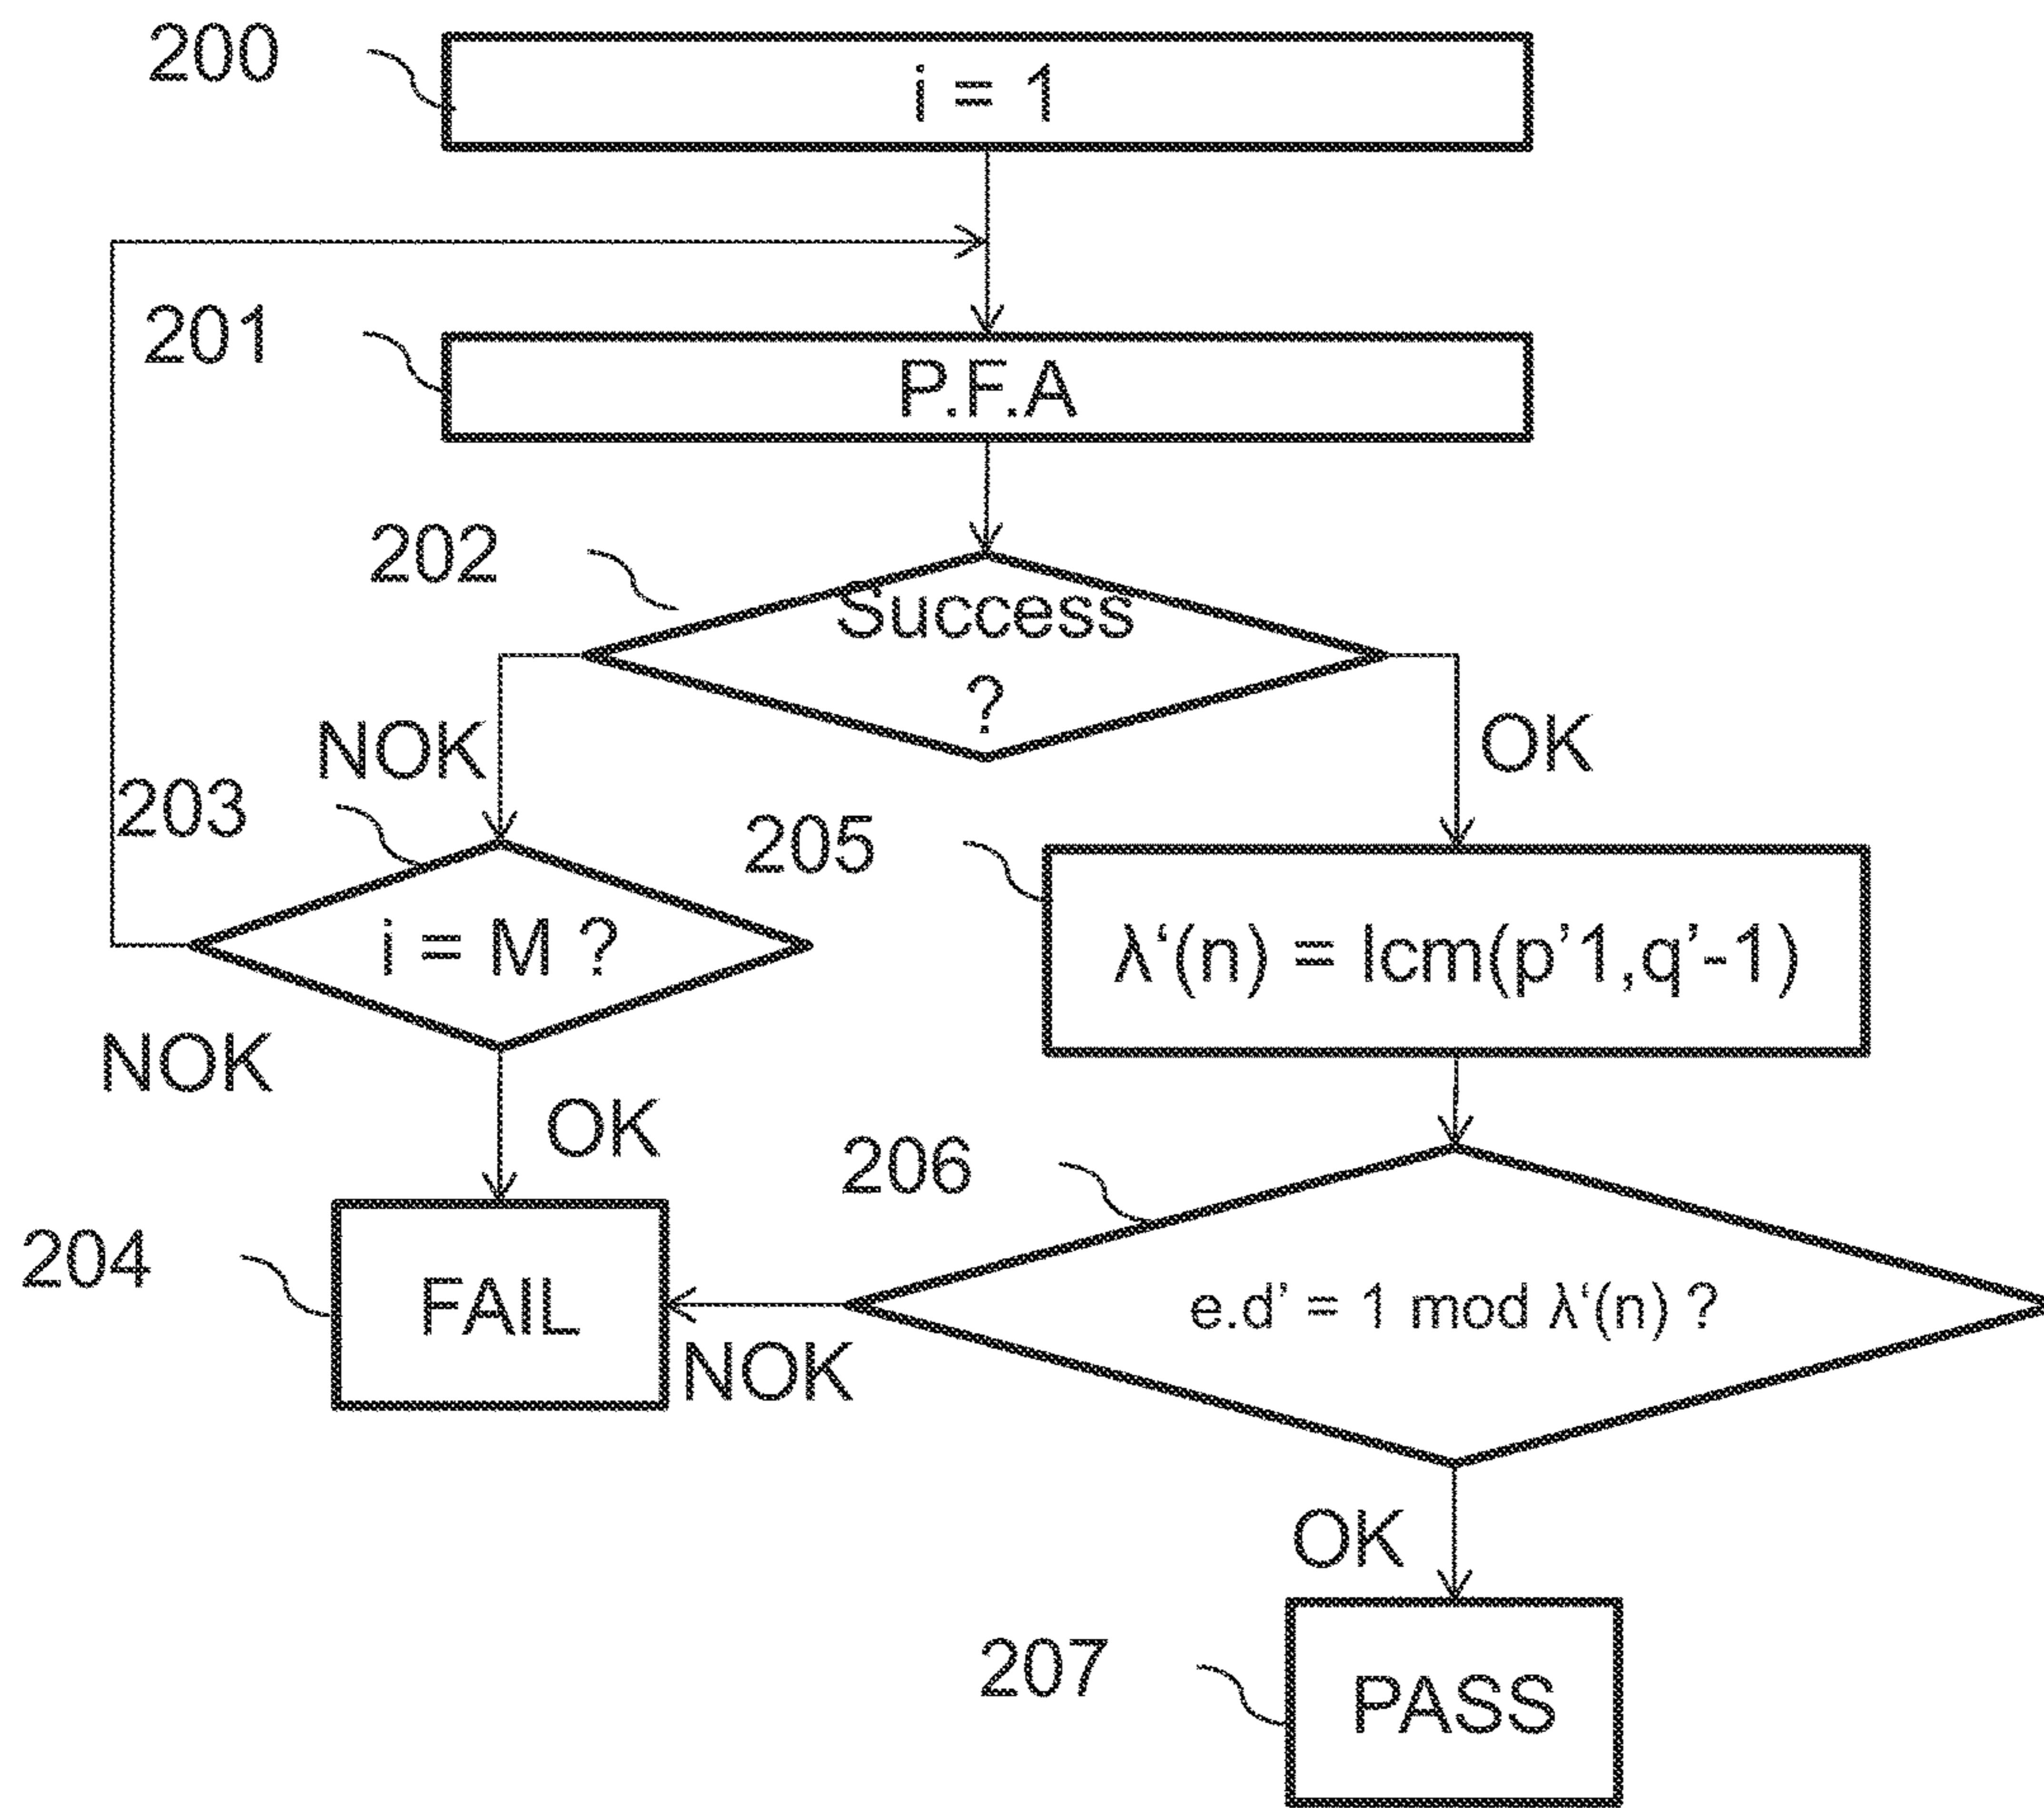 200
i = 1
201
P.F.A
202
Success
?
NOK
OK
203
i = M ?
205
λ‘(n) = lcm(p’1,q’-1)
NOK
OK
206
e.d’ = 1 mod λ‘(n) ?
204
FAIL
NOK
OK
207
PASS